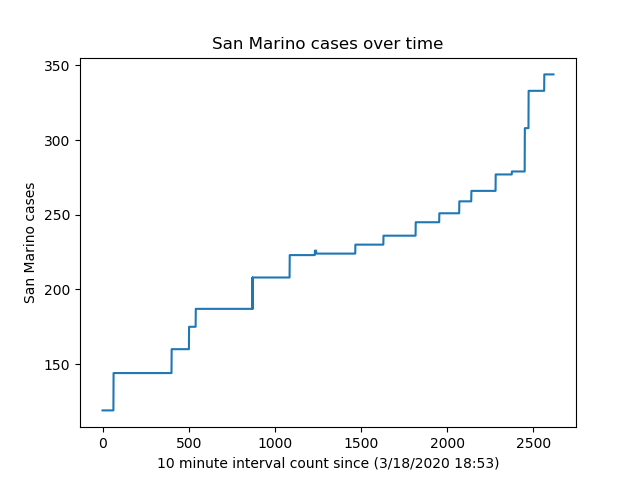 San Marino cases over time
350
300
250
200
150
San Marino cases
0 500 1000 1500 2000 2500
10 minute interval count since (3/18/2020 18:53)